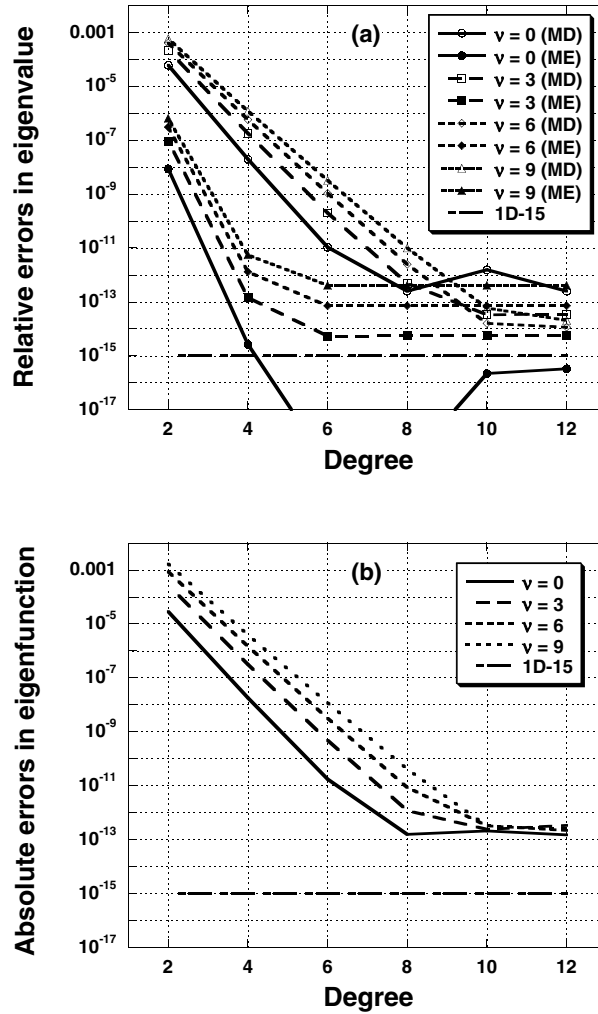 (a)
Relative errors in eigenvalue
0.001
10^-5
10^-7
10^-9
10^-11
10^-13
10^-15
10^-17
2 4 6 8 10 12
Degree
ν = 0 (MD)
ν = 0 (ME)
ν = 3 (MD)
ν = 3 (ME)
ν = 6 (MD)
ν = 6 (ME)
ν = 9 (MD)
ν = 9 (ME)
1D-15
(b)
Absolute errors in eigenfunction
0.001
10^-5
10^-7
10^-9
10^-11
10^-13
10^-15
10^-17
2 4 6 8 10 12
Degree
ν = 0
ν = 3
ν = 6
ν = 9
1D-15